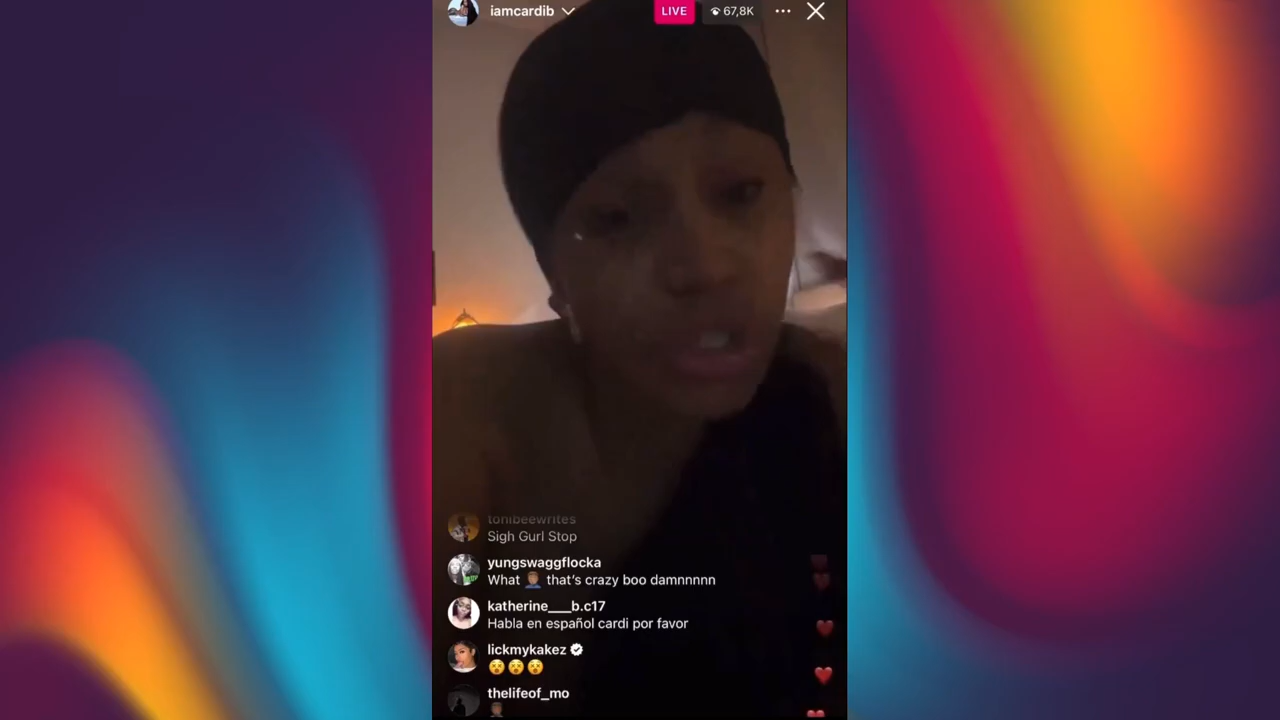 iamcardib
LIVE
67,8K
tonibeewrites
Sigh Gurl Stop
yungswaggflocka
What 🤦🏽‍♂️ that's crazy boo damnnnnn
katherine___b.c17
Habla en español cardi por favor
lickmykakez
😵😵😵
thelifeof_mo